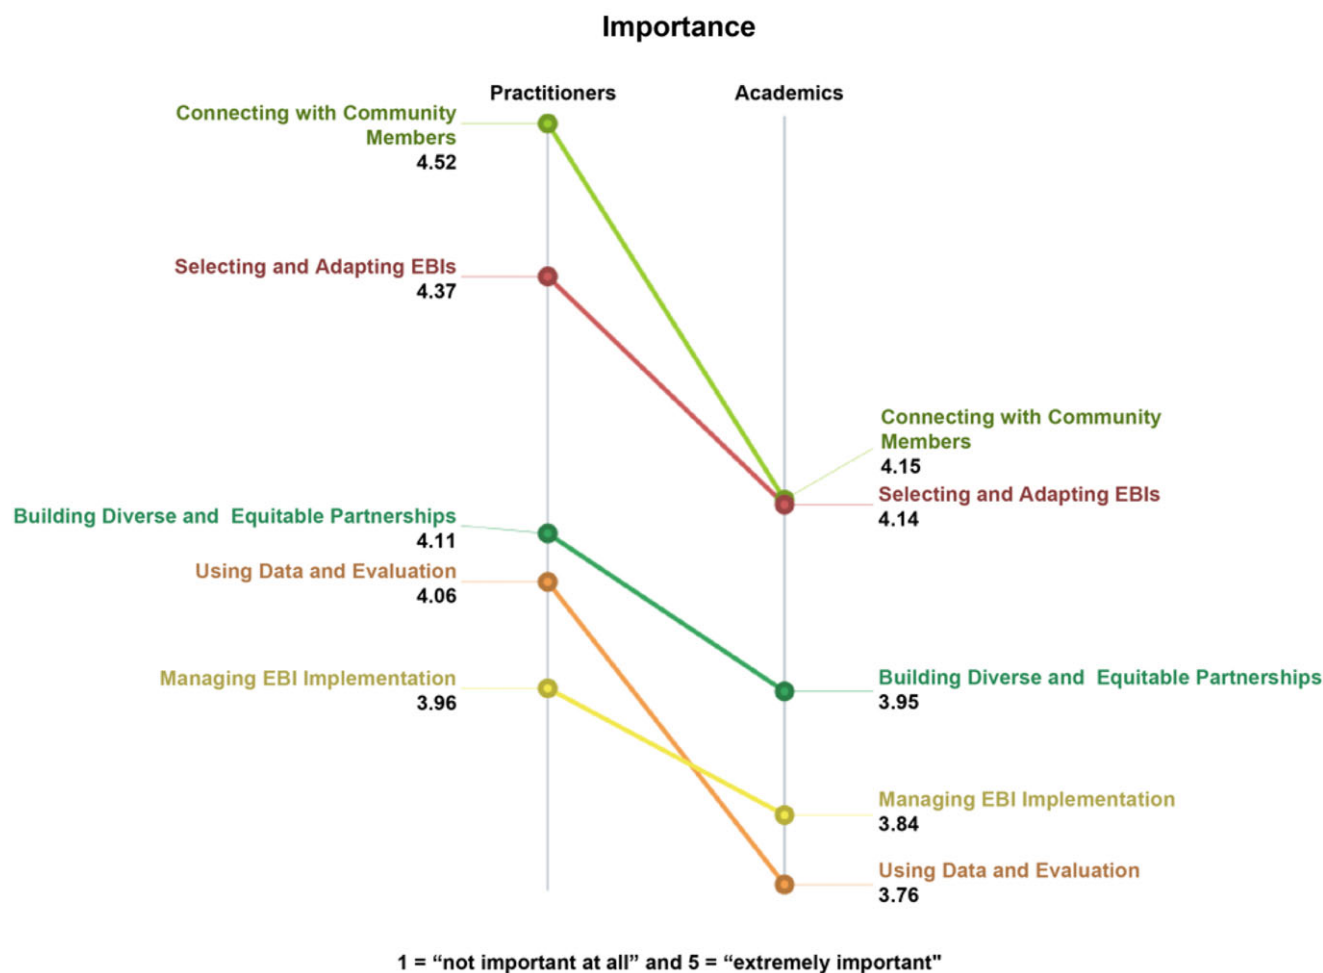 Importance
Practitioners
Academics
Connecting with Community
Members
4.52
Selecting and Adapting EBIs
4.37
Building Diverse and  Equitable Partnerships
4.11
Using Data and Evaluation
4.06
Managing EBI Implementation
3.96
Connecting with Community
Members
4.15
Selecting and Adapting EBIs
4.14
Building Diverse and  Equitable Partnerships
3.95
Managing EBI Implementation
3.84
Using Data and Evaluation
3.76
1 = “not important at all” and 5 = “extremely important"